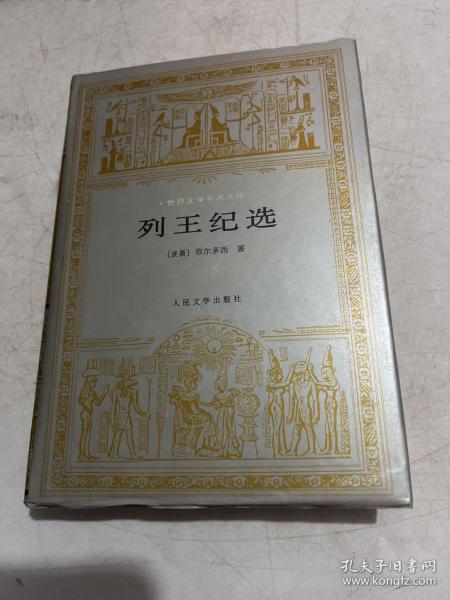 ·世界文学名著文库·
列王纪选
〔波斯〕菲尔多西 著
人民文学出版社
孔夫子旧书网
www.kongfz.com